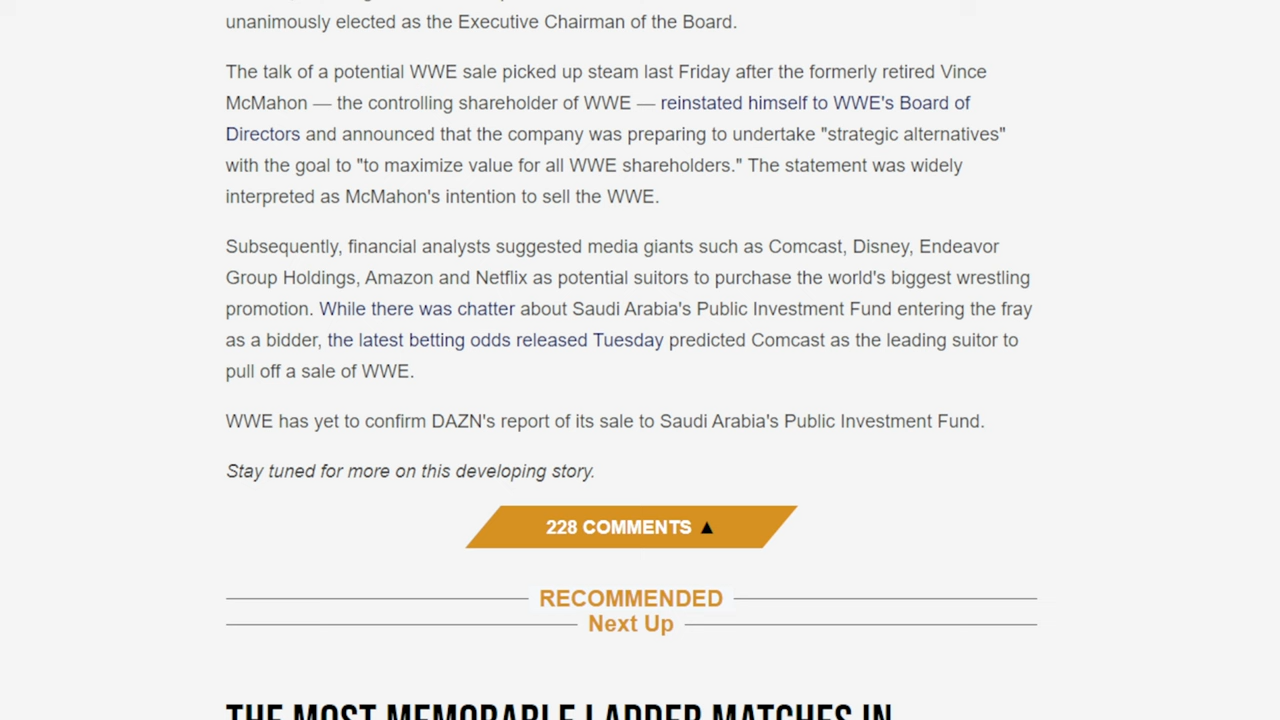 unanimously elected as the Executive Chairman of the Board.
The talk of a potential WWE sale picked up steam last Friday after the formerly retired Vince
McMahon — the controlling shareholder of WWE — reinstated himself to WWE's Board of
Directors and announced that the company was preparing to undertake "strategic alternatives"
with the goal to "to maximize value for all WWE shareholders." The statement was widely
interpreted as McMahon's intention to sell the WWE.
Subsequently, financial analysts suggested media giants such as Comcast, Disney, Endeavor
Group Holdings, Amazon and Netflix as potential suitors to purchase the world's biggest wrestling
promotion. While there was chatter about Saudi Arabia's Public Investment Fund entering the fray
as a bidder, the latest betting odds released Tuesday predicted Comcast as the leading suitor to
pull off a sale of WWE.
WWE has yet to confirm DAZN's report of its sale to Saudi Arabia's Public Investment Fund.
Stay tuned for more on this developing story.
228 COMMENTS ▲
RECOMMENDED
Next Up
THE MOST MEMORABLE LADDER MATCHES IN